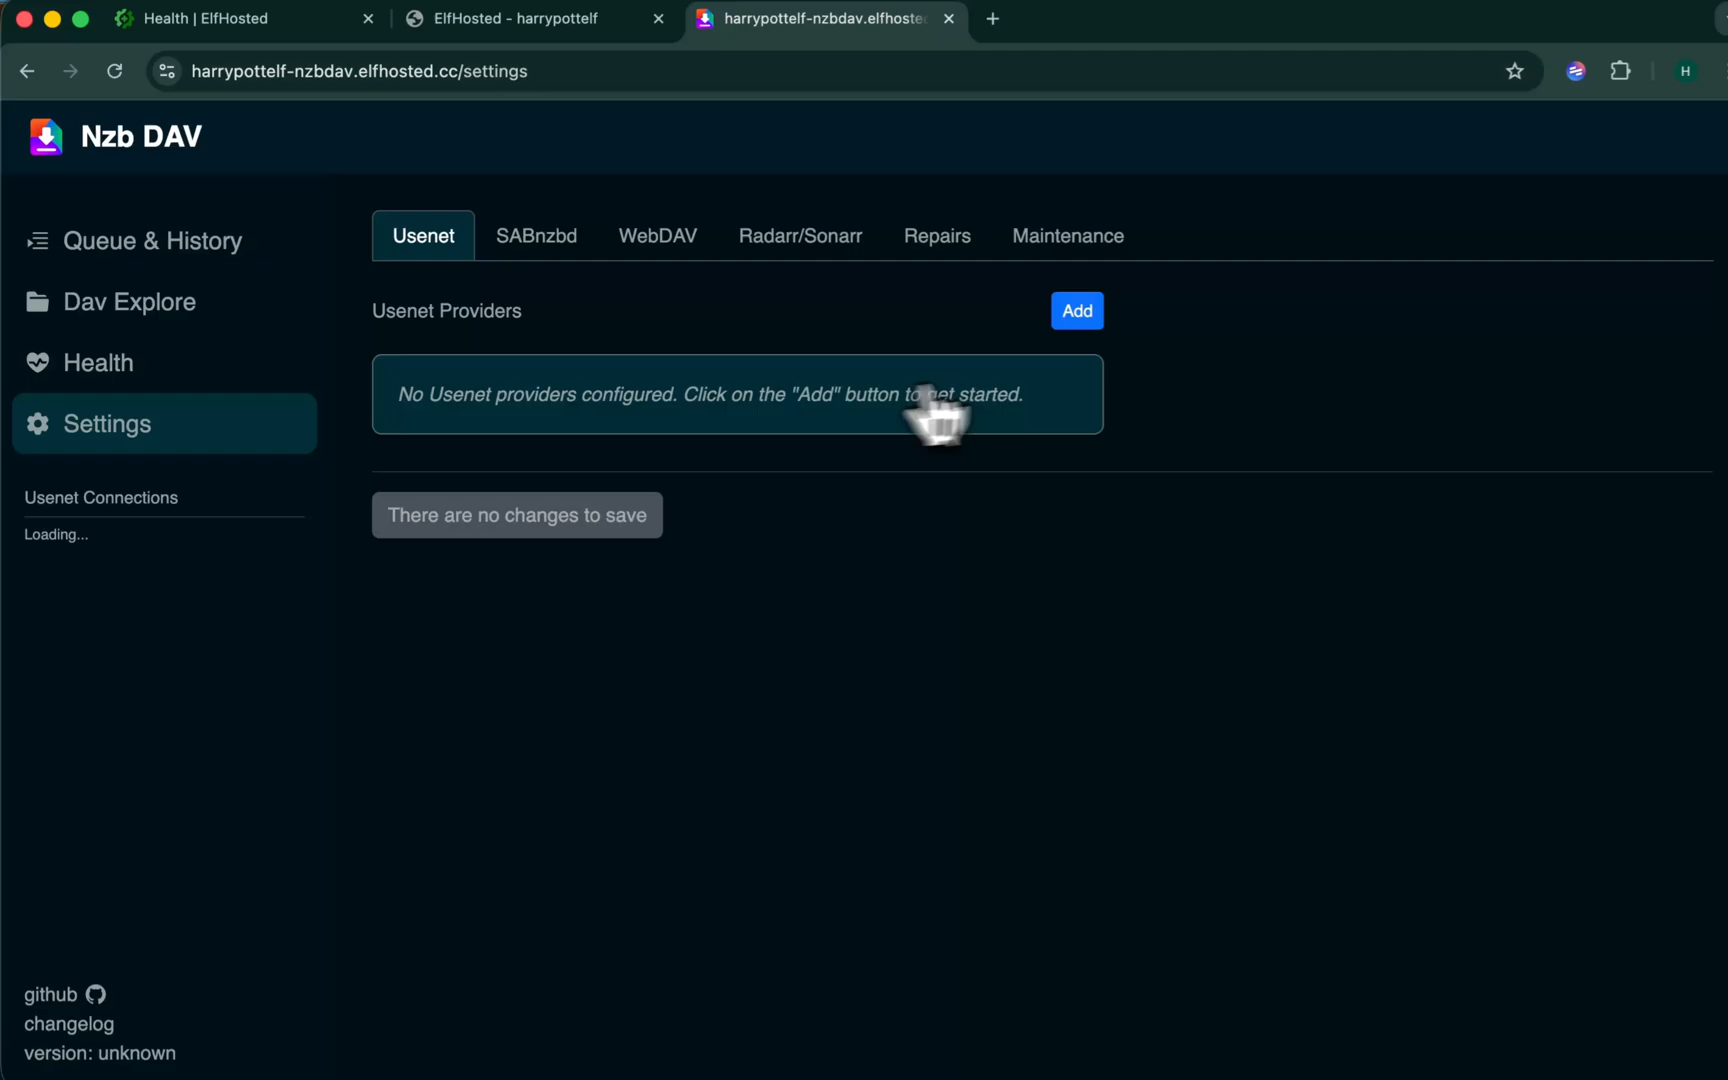 Health | ElfHosted
ElfHosted - harrypottelf
harrypottelf-nzbdav.elfhoste
harrypottelf-nzbdav.elfhosted.cc/settings
H
Nzb DAV
Queue & History
Dav Explore
Health
Settings
Usenet Connections
Loading...
Usenet
SABnzbd
WebDAV
Radarr/Sonarr
Repairs
Maintenance
Usenet Providers
Add
No Usenet providers configured. Click on the "Add" button to get started.
There are no changes to save
github
changelog
version: unknown